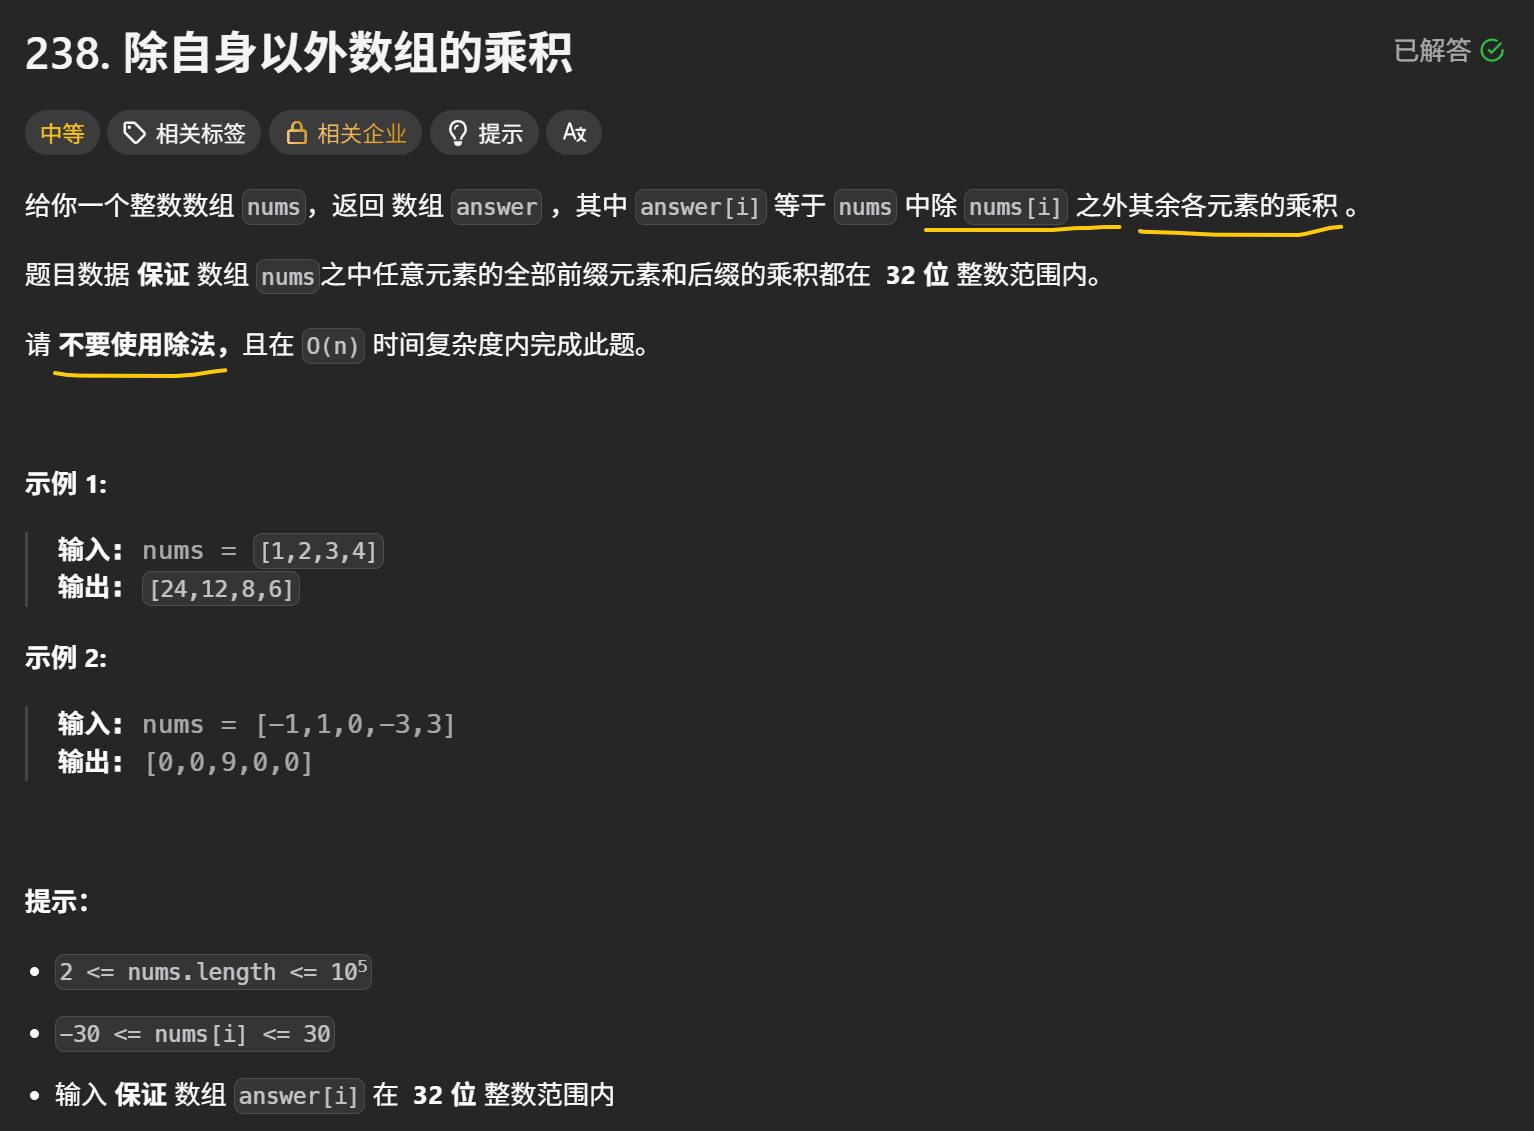 238. 除自身以外数组的乘积
已解答
中等 相关标签 相关企业 提示 Ax
给你一个整数数组 nums，返回 数组 answer ，其中 answer[i] 等于 nums 中除 nums[i] 之外其余各元素的乘积 。
题目数据 保证 数组 nums之中任意元素的全部前缀元素和后缀的乘积都在 32 位 整数范围内。
请 不要使用除法，且在 O(n) 时间复杂度内完成此题。
示例 1:
输入: nums = [1,2,3,4]
输出: [24,12,8,6]
示例 2:
输入: nums = [-1,1,0,-3,3]
输出: [0,0,9,0,0]
提示：
• 2 <= nums.length <= 10⁵
• -30 <= nums[i] <= 30
• 输入 保证 数组 answer[i] 在 32 位 整数范围内